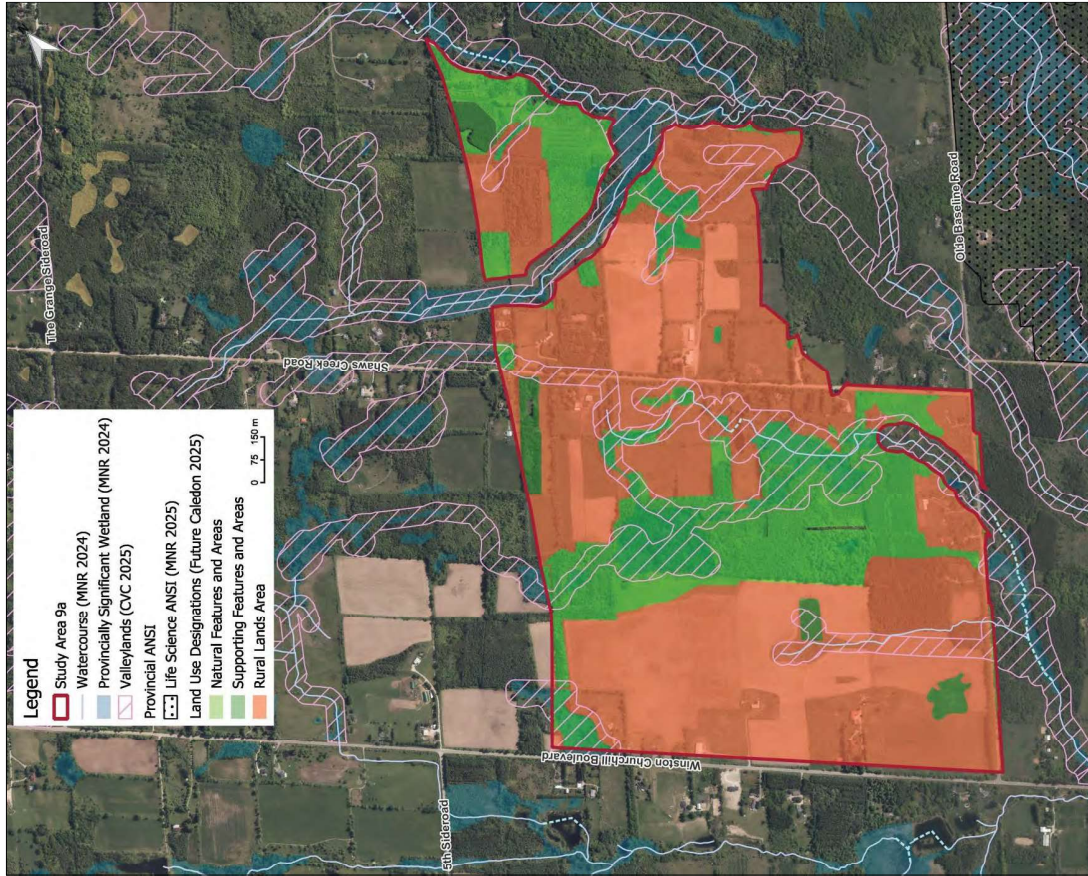 Legend
Study Area 9a
Watercourse (MNR 2024)
Provincially Significant Wetland (MNR 2024)
Valleylands (CVC 2025)
Provincial ANSI
Life Science ANSI (MNR 2025)
Land Use Designations (Future Caledon 2025)
Natural Features and Areas
Supporting Features and Areas
Rural Lands Area
0 75 150 m
The Grange Sideroad
Shaws Creek Road
5th Sideroad
Winston Churchill Boulevard
Olde Baseline Road